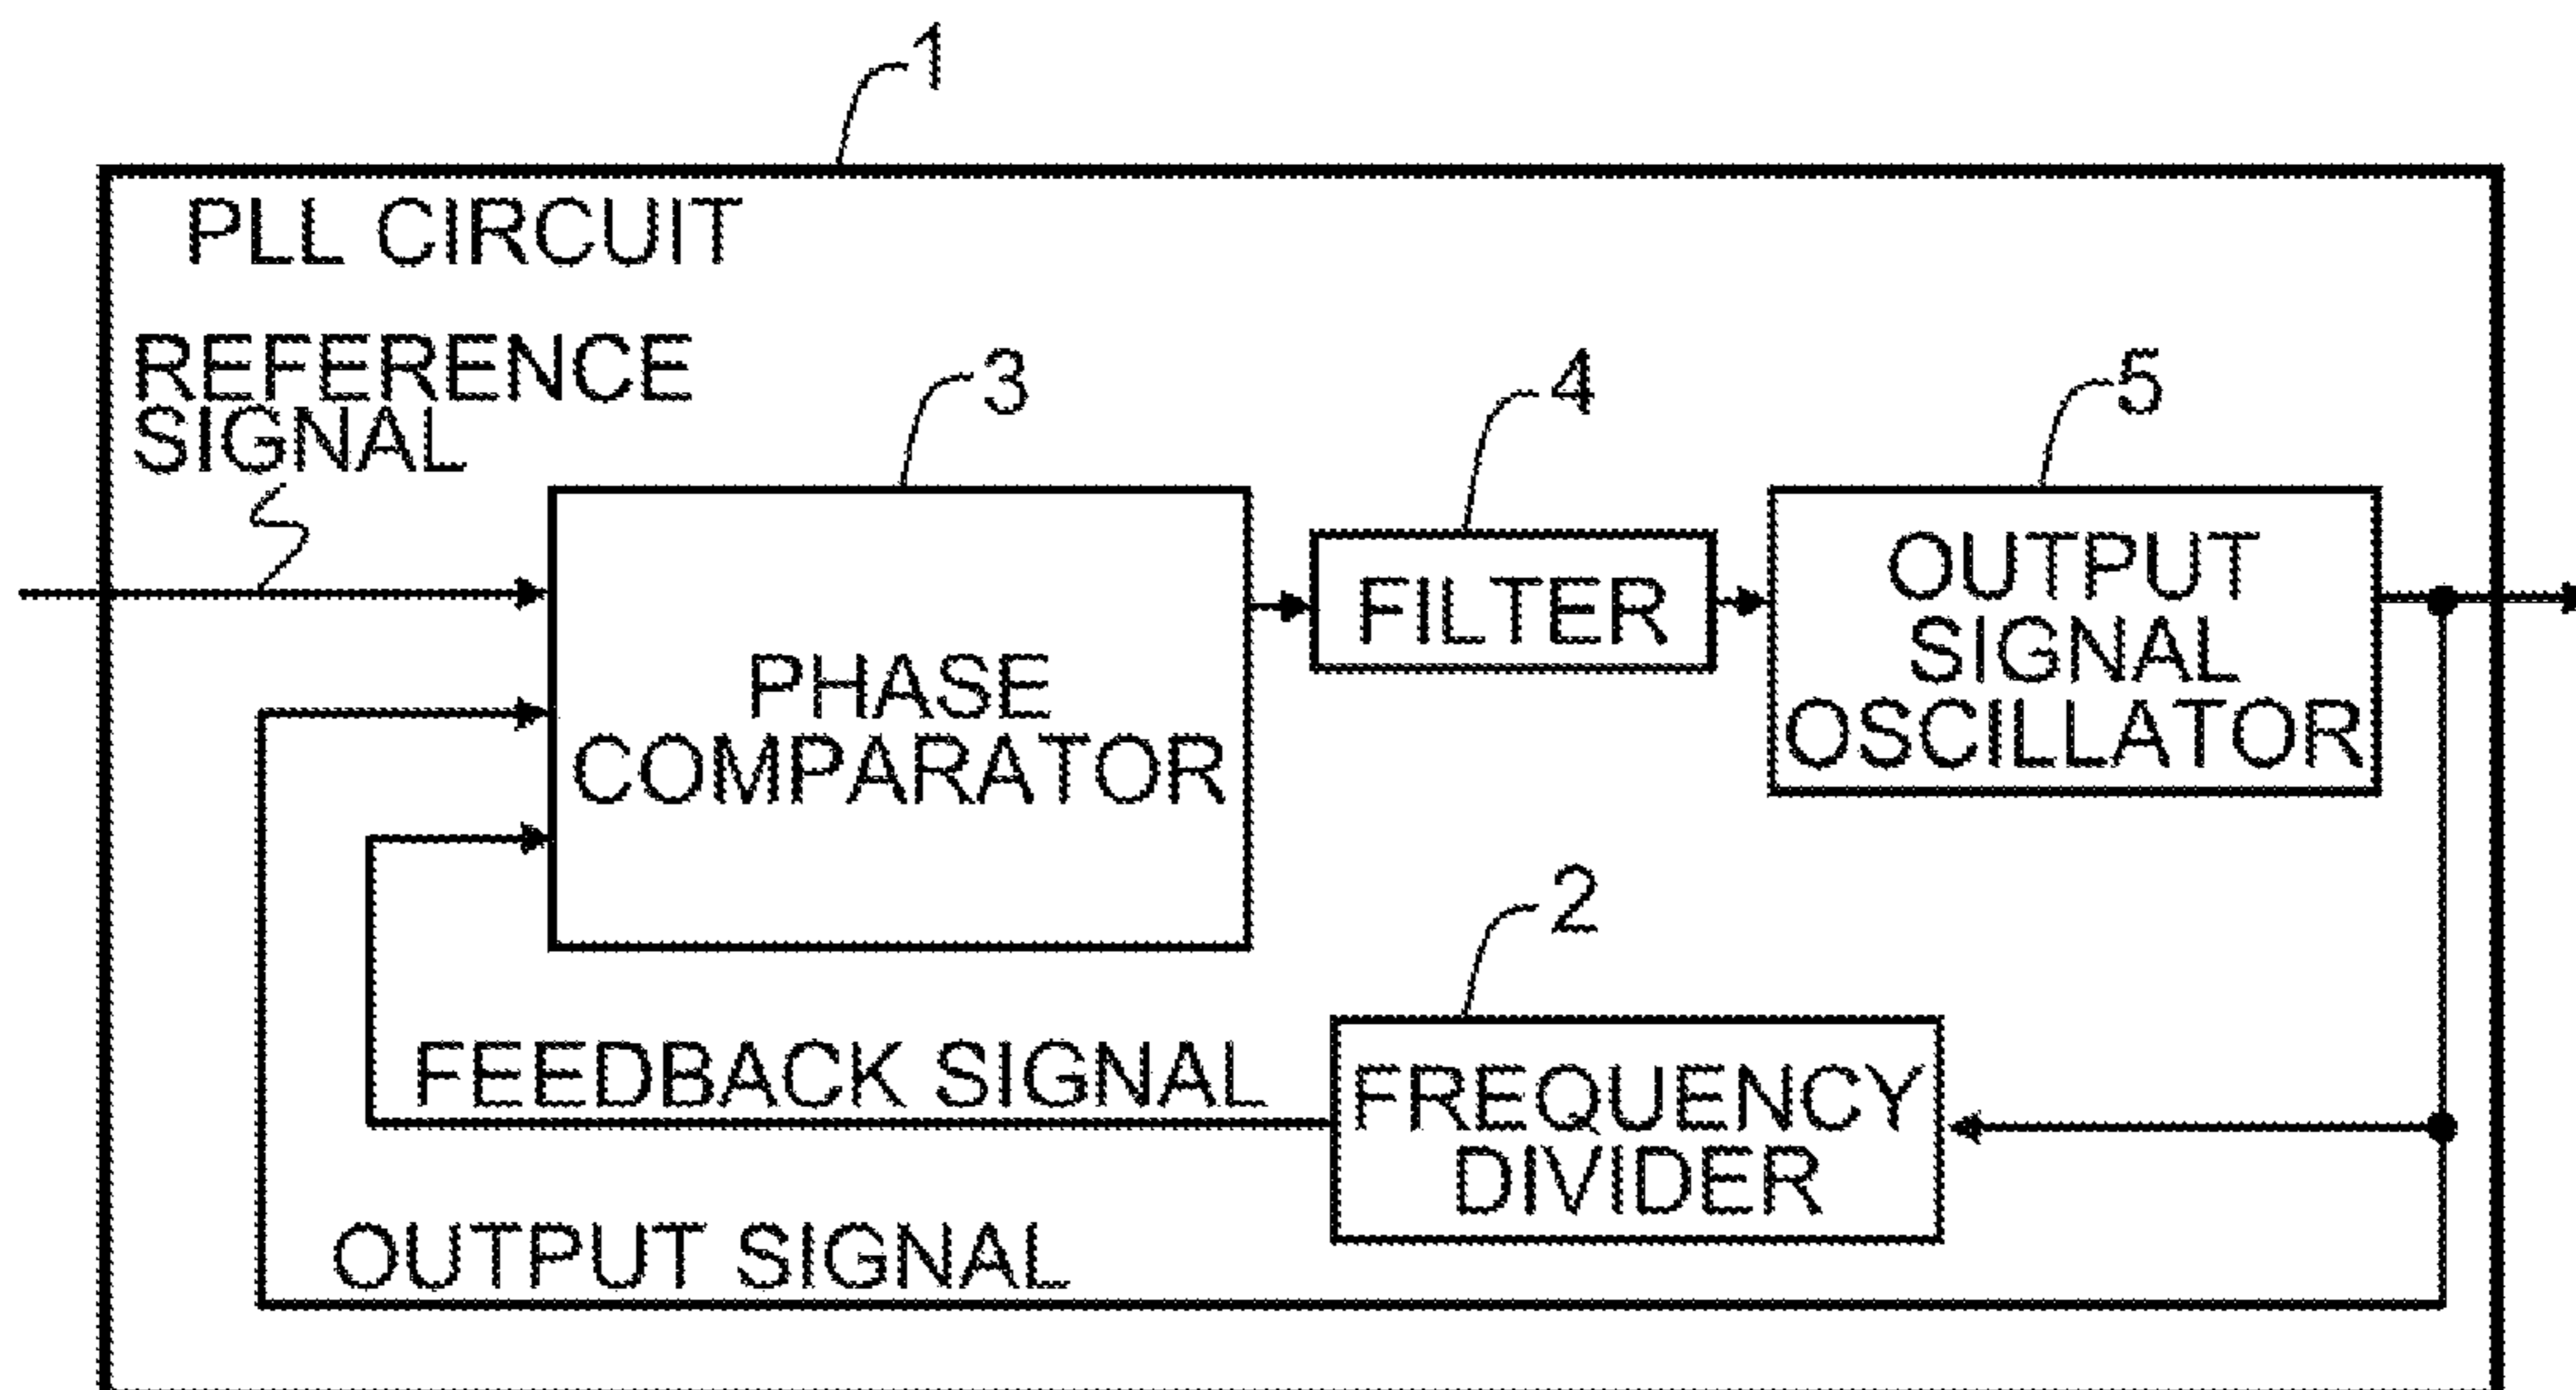 1
PLL CIRCUIT
REFERENCE
SIGNAL
3
4
5
PHASE
COMPARATOR
FILTER
OUTPUT
SIGNAL
OSCILLATOR
2
FEEDBACK SIGNAL
FREQUENCY
DIVIDER
OUTPUT SIGNAL